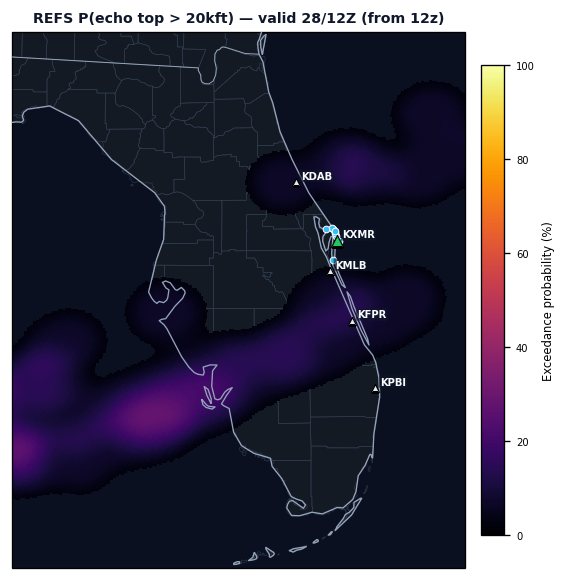 REFS P(echo top > 20kft) — valid 28/12Z (from 12z)
KDAB
KXMR
KMLB
KFPR
KPBI
100
80
60
40
20
0
Exceedance probability (%)